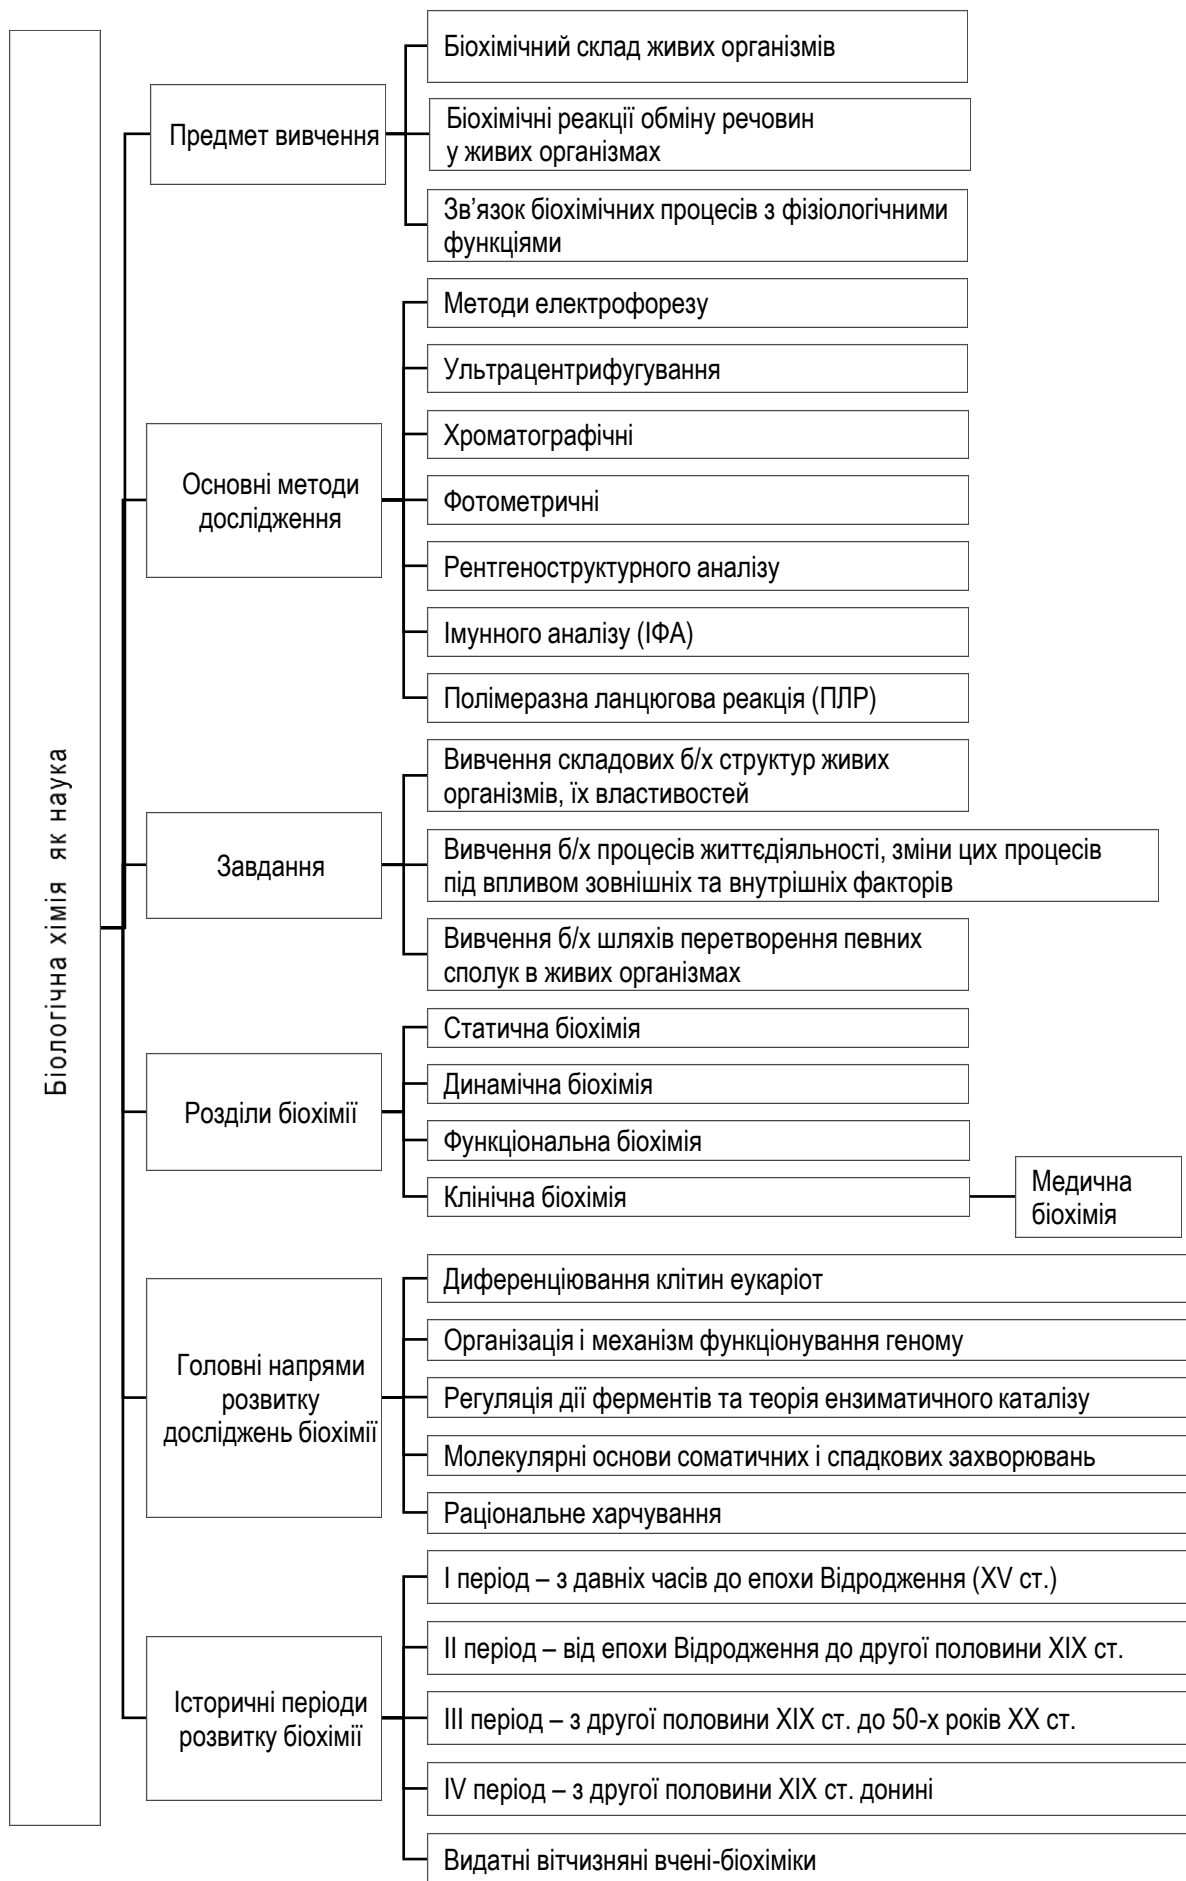 Біологічна хімія як наука
Предмет вивчення
Біохімічний склад живих організмів
Біохімічні реакції обміну речовин
у живих організмах
Зв’язок біохімічних процесів з фізіологічними
функціями
Основні методи
дослідження
Методи електрофорезу
Ультрацентрифугування
Хроматографічні
Фотометричні
Рентгеноструктурного аналізу
Імунного аналізу (ІФА)
Полімеразна ланцюгова реакція (ПЛР)
Завдання
Вивчення складових б/х структур живих
організмів, їх властивостей
Вивчення б/х процесів життєдіяльності, зміни цих процесів
під впливом зовнішніх та внутрішніх факторів
Вивчення б/х шляхів перетворення певних
сполук в живих організмах
Розділи біохімії
Статична біохімія
Динамічна біохімія
Функціональна біохімія
Клінічна біохімія
Медична
біохімія
Головні напрями
розвитку
досліджень біохімії
Диференціювання клітин еукаріот
Організація і механізм функціонування геному
Регуляція дії ферментів та теорія ензиматичного каталізу
Молекулярні основи соматичних і спадкових захворювань
Раціональне харчування
Історичні періоди
розвитку біохімії
І період – з давніх часів до епохи Відродження (XV ст.)
ІІ період – від епохи Відродження до другої половини XIX ст.
ІІІ період – з другої половини XIX ст. до 50-х років XX ст.
IV період – з другої половини XIX ст. донині
Видатні вітчизняні вчені-біохіміки